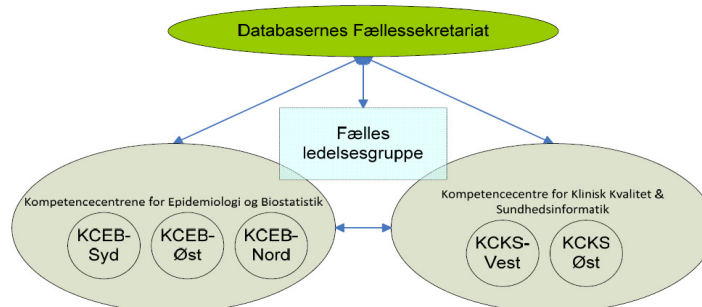 Databasernes Fællessekretariat
Fælles
ledelsesgruppe
Kompetencecentrene for Epidemiologi og Biostatistik
KCEB-
Syd
KCEB-
Øst
KCEB-
Nord
Kompetencecentre for Klinisk Kvalitet &
Sundhedsinformatik
KCKS-
Vest
KCKS
Øst